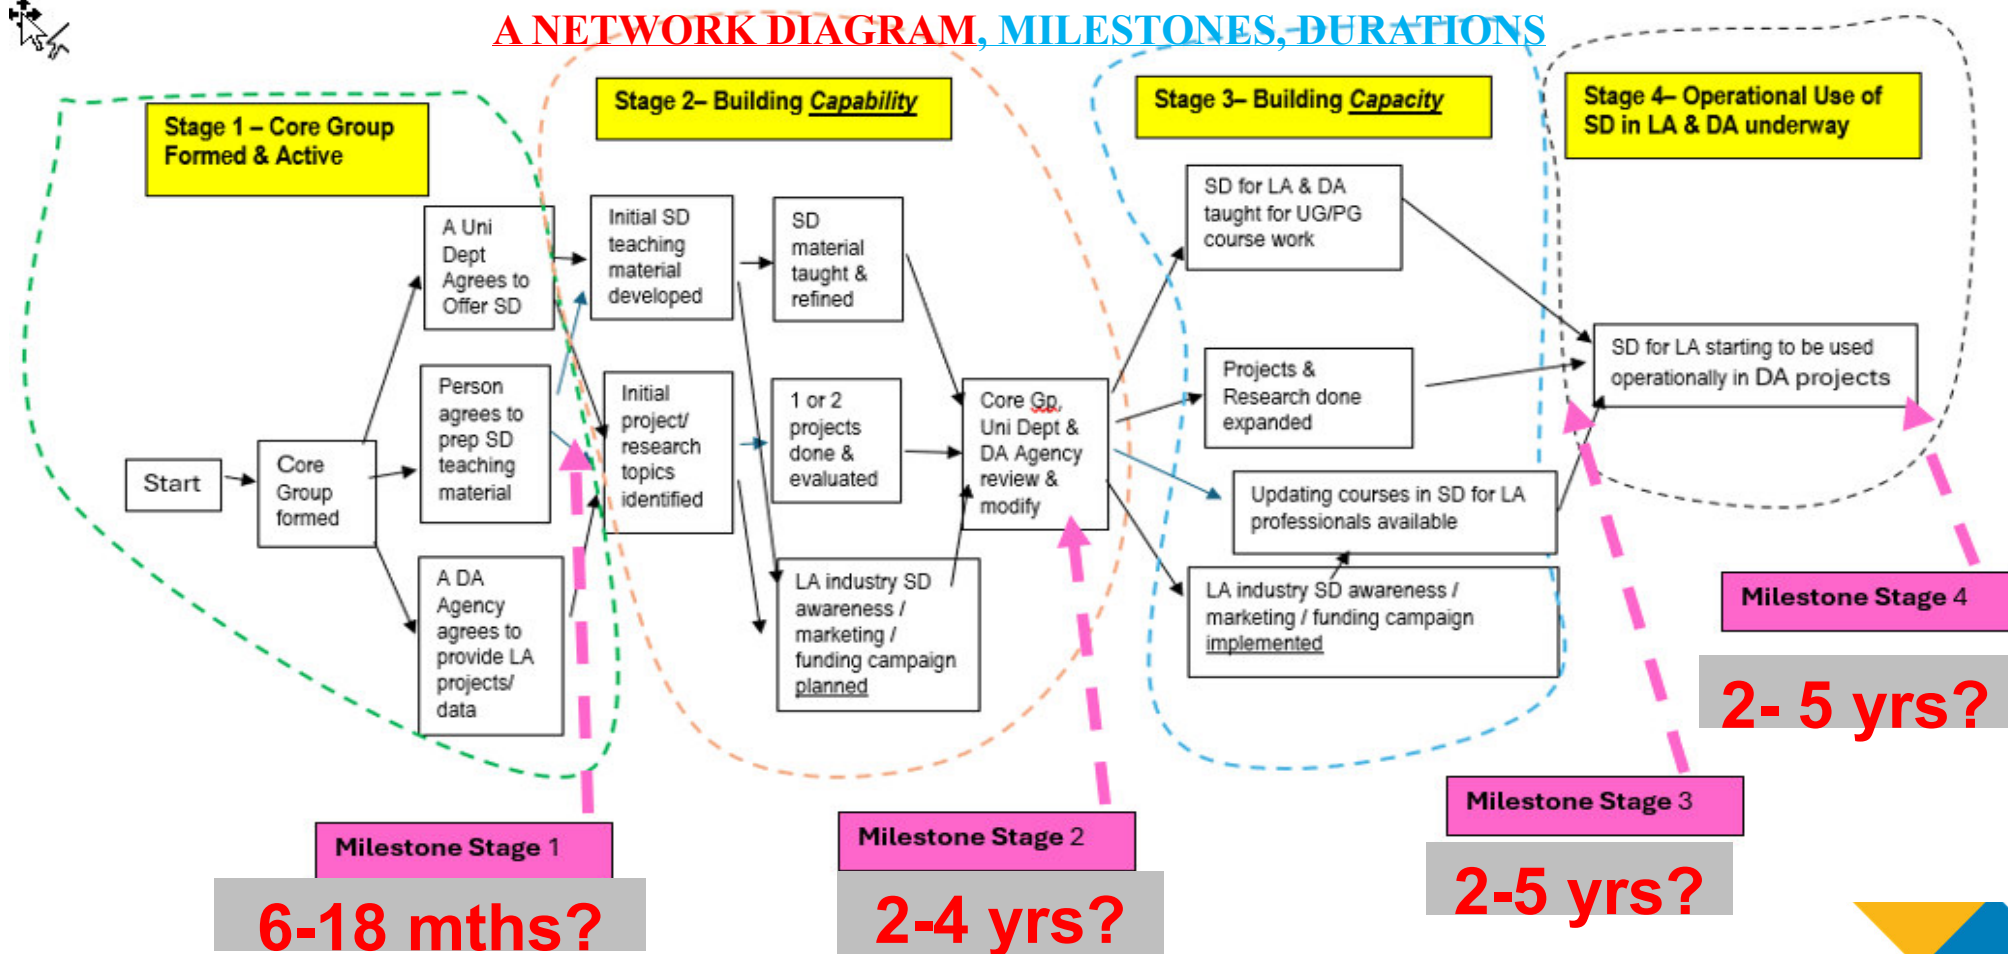 A NETWORK DIAGRAM, MILESTONES, DURATIONS
Stage 1 – Core Group
Formed & Active
Stage 2– Building Capability
Stage 3– Building Capacity
Stage 4– Operational Use of
SD in LA & DA underway
Start
Core
Group
formed
A Uni
Dept
Agrees to
Offer SD
Person
agrees to
prep SD
teaching
material
A DA
Agency
agrees to
provide LA
projects/
data
Initial SD
teaching
material
developed
Initial
project/
research
topics
identified
SD
material
taught &
refined
1 or 2
projects
done &
evaluated
LA industry SD
awareness /
marketing /
funding campaign
planned
Core Gp,
Uni Dept &
DA Agency
review &
modify
SD for LA & DA
taught for UG/PG
course work
Projects &
Research done
expanded
Updating courses in SD for LA
professionals available
LA industry SD awareness /
marketing / funding campaign
implemented
SD for LA starting to be used
operationally in DA projects
Milestone Stage 1
6-18 mths?
Milestone Stage 2
2-4 yrs?
Milestone Stage 3
2-5 yrs?
Milestone Stage 4
2- 5 yrs?